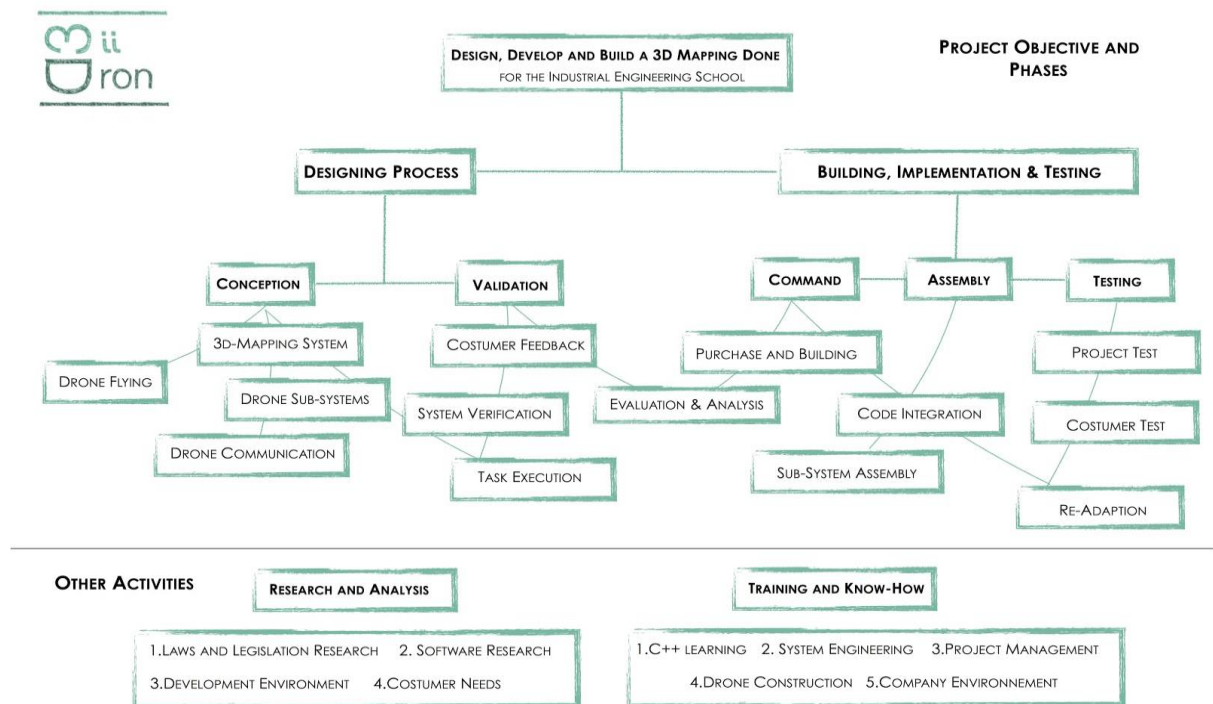 3 ii
Dron
DESIGN, DEVELOP AND BUILD A 3D MAPPING DONE
FOR THE INDUSTRIAL ENGINEERING SCHOOL
PROJECT OBJECTIVE AND
PHASES
DESIGNING PROCESS
BUILDING, IMPLEMENTATION & TESTING
CONCEPTION
VALIDATION
COMMAND
ASSEMBLY
TESTING
3D-MAPPING SYSTEM
COSTUMER FEEDBACK
PURCHASE AND BUILDING
PROJECT TEST
DRONE FLYING
DRONE SUB-SYSTEMS
SYSTEM VERIFICATION
EVALUATION & ANALYSIS
CODE INTEGRATION
COSTUMER TEST
DRONE COMMUNICATION
TASK EXECUTION
SUB-SYSTEM ASSEMBLY
RE-ADAPTION
OTHER ACTIVITIES
RESEARCH AND ANALYSIS
TRAINING AND KNOW-HOW
1.LAWS AND LEGISLATION RESEARCH 2. SOFTWARE RESEARCH
3.DEVELOPMENT ENVIRONMENT 4.COSTUMER NEEDS
1.C++ LEARNING 2. SYSTEM ENGINEERING 3.PROJECT MANAGEMENT
4.DRONE CONSTRUCTION 5.COMPANY ENVIRONNEMENT